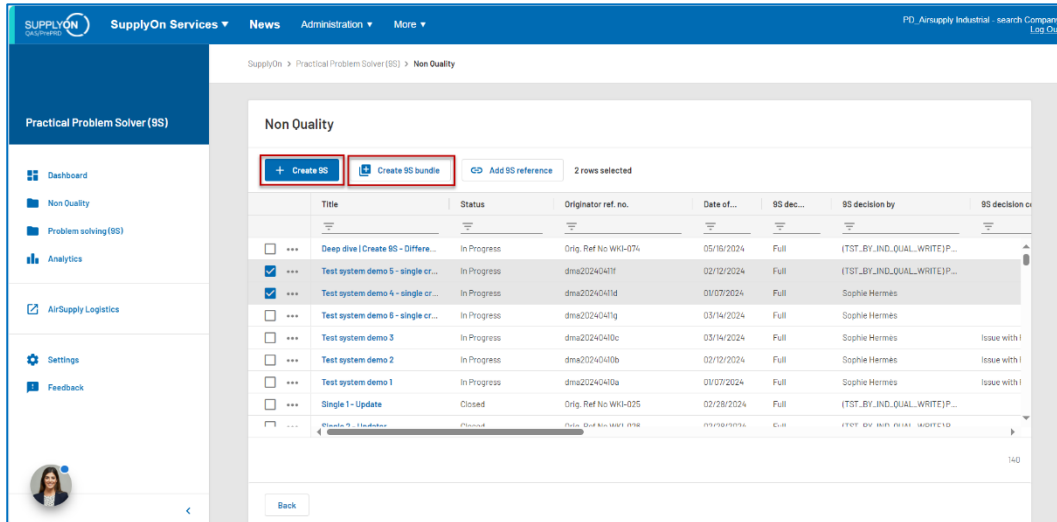 SUPPLYON
QAS/PrePRD
SupplyOn Services ▼ News Administration ▼ More ▼
PD_Airsupply Industrial - search Company
Log Ou
SupplyOn > Practical Problem Solver (9S) > Non Quality
Practical Problem Solver (9S)
Dashboard
Non Quality
Problem solving (9S)
Analytics
AirSupply Logistics
Settings
Feedback
Non Quality
+ Create 9S Create 9S bundle Add 9S reference 2 rows selected
Title Status Originator ref. no. Date of... 9S dec... 9S decision by 9S decision co
Deep dive | Create 9S - Differe... In Progress Orig. Ref No WKI-074 05/16/2024 Full (TST_BY_IND_QUAL_WRITE) P...
Test system demo 5 - single cr... In Progress dma20240411f 02/12/2024 Full (TST_BY_IND_QUAL_WRITE) P...
Test system demo 4 - single cr... In Progress dma20240411d 01/07/2024 Full Sophie Hermès
Test system demo 6 - single cr... In Progress dma20240411g 03/14/2024 Full Sophie Hermès
Test system demo 3 In Progress dma20240410c 03/14/2024 Full Sophie Hermès Issue with
Test system demo 2 In Progress dma20240410b 02/12/2024 Full Sophie Hermès Issue with
Test system demo 1 In Progress dma20240410a 01/07/2024 Full Sophie Hermès Issue with
Single 1 - Update Closed Orig. Ref No WKI-025 02/28/2024 Full (TST_BY_IND_QUAL_WRITE) P...
140
Back